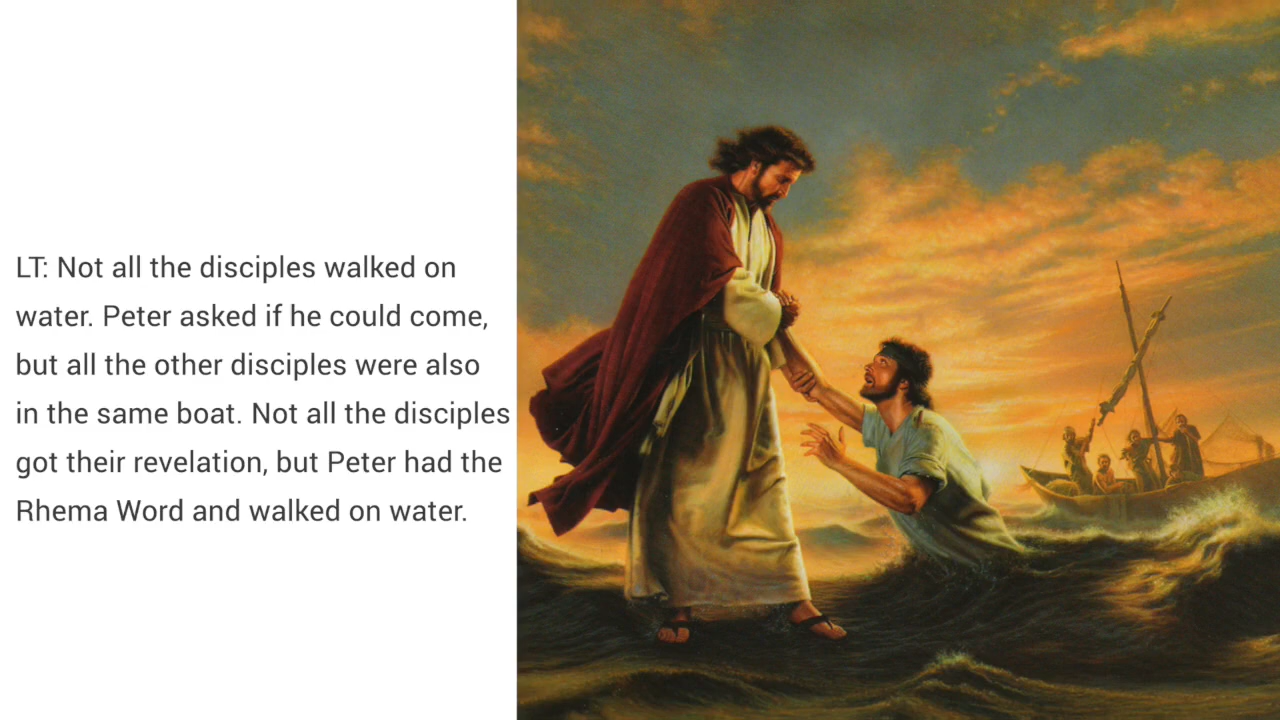 LT: Not all the disciples walked on
water. Peter asked if he could come,
but all the other disciples were also
in the same boat. Not all the disciples
got their revelation, but Peter had the
Rhema Word and walked on water.